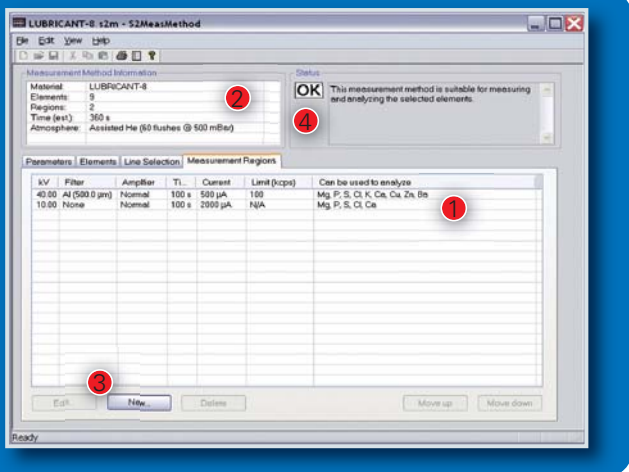 LUBRICANT-8.s2m - S2MeasMethod
File Edit View Help
Measurement Method Information
Material: LUBRICANT-8
Elements: 9
Regions: 2
Time (est): 360 s
Atmosphere: Assisted He (60 flushes @ 500 mBar)
2
Status
OK
This measurement method is suitable for measuring
and analyzing the selected elements.
4
Parameters Elements Line Selection Measurement Regions
kV Filter Amplifier Ti... Current Limit (kcps) Can be used to analyze
40.00 Al (500.0 µm) Normal 100 s 500 µA 100 Mg, P, S, Cl, K, Ca, Cu, Zn, Ba
10.00 None Normal 100 s 2000 µA N/A Mg, P, S, Cl, Ca
1
3
Edit... New... Delete Move up Move down
Ready